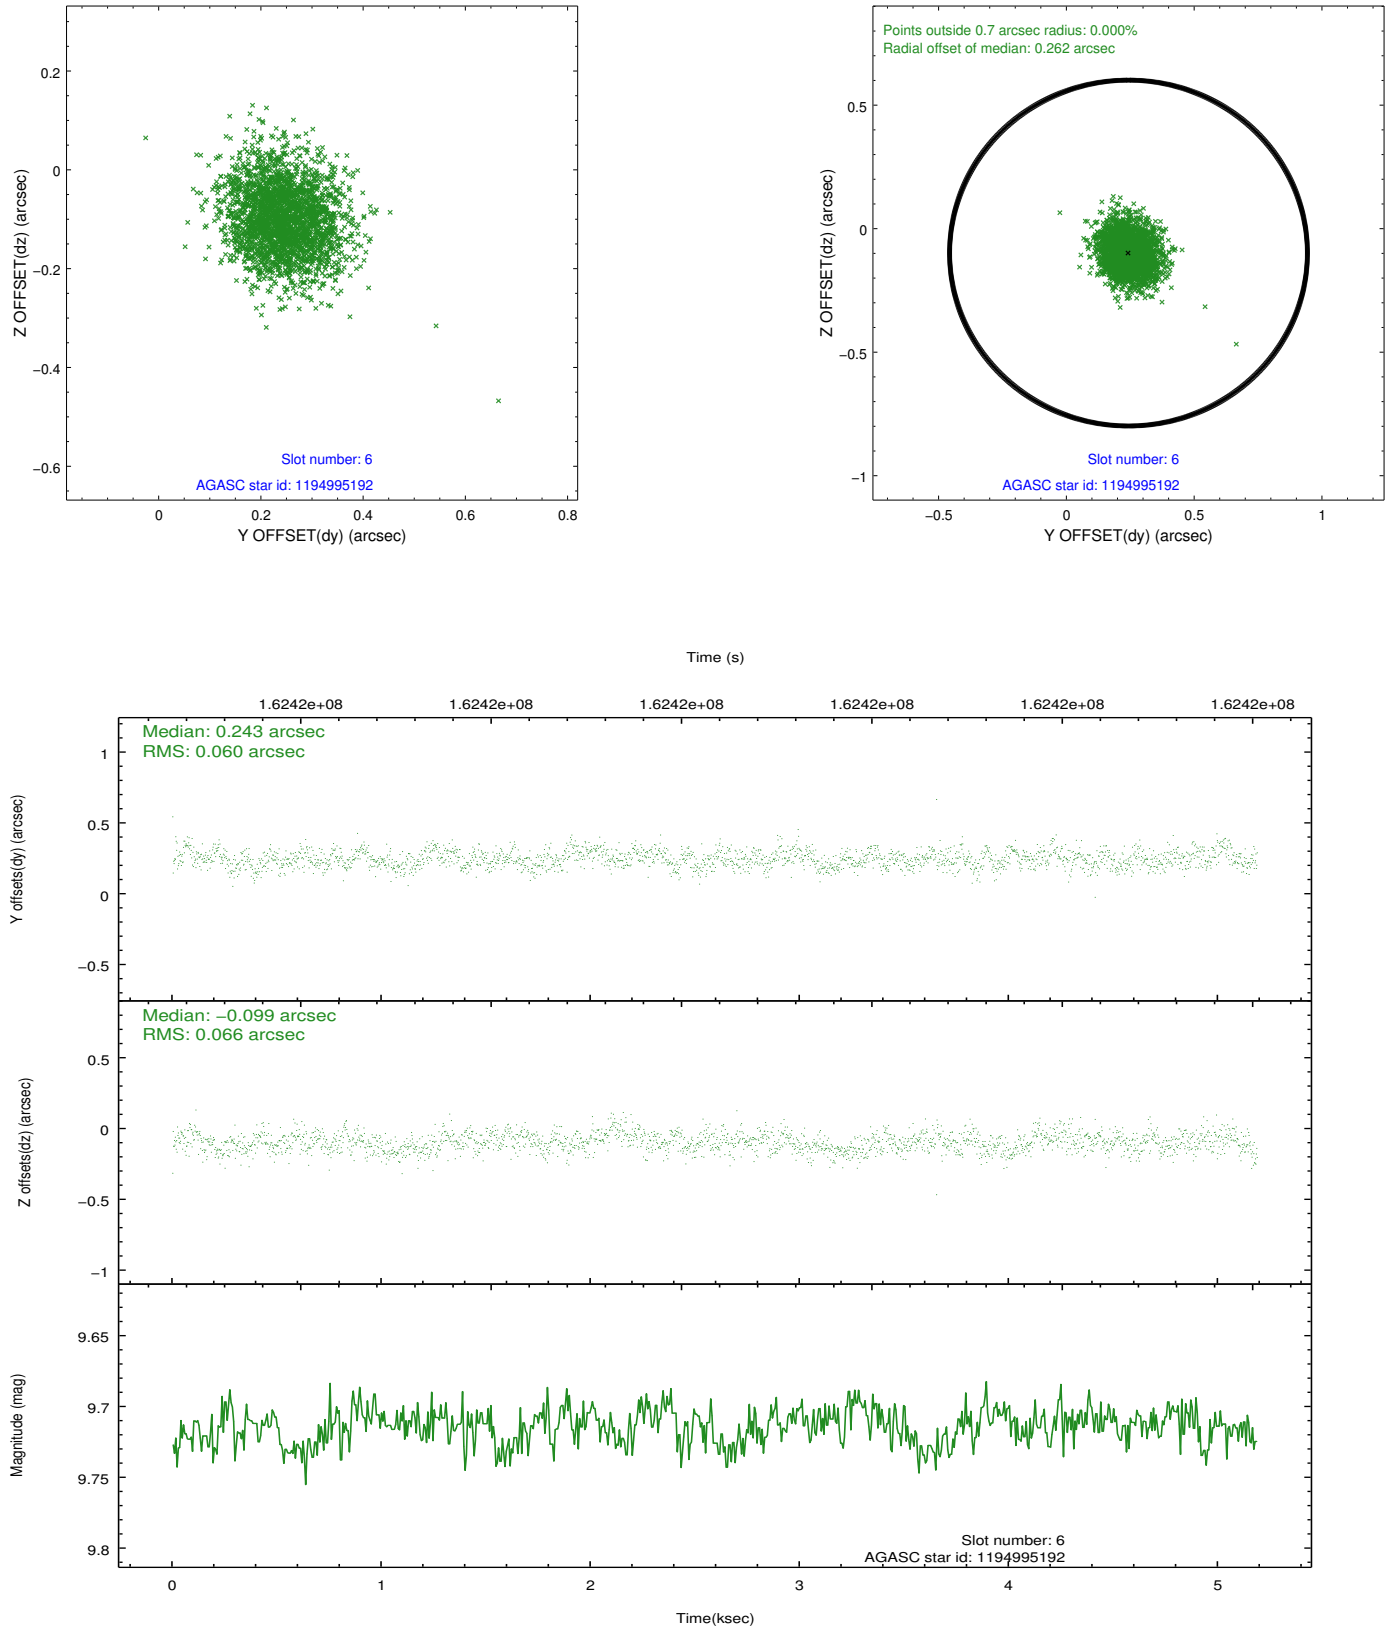 0.2
0
−0.2
−0.4
−0.6
0
0.2
0.4
0.6
0.8
Z OFFSET(dz) (arcsec)
Y OFFSET(dy) (arcsec)
Slot number: 6
AGASC star id: 1194995192
Points outside 0.7 arcsec radius: 0.000%
Radial offset of median: 0.262 arcsec
0.5
0
−0.5
−1
−0.5
0
0.5
1
Z OFFSET(dz) (arcsec)
Y OFFSET(dy) (arcsec)
Slot number: 6
AGASC star id: 1194995192
Time (s)
1.6242e+08 1.6242e+08 1.6242e+08 1.6242e+08 1.6242e+08 1.6242e+08
Median: 0.243 arcsec
RMS: 0.060 arcsec
1
0.5
0
−0.5
Y offsets(dy) (arcsec)
Median: −0.099 arcsec
RMS: 0.066 arcsec
0.5
0
−0.5
−1
Z offsets(dz) (arcsec)
9.65
9.7
9.75
9.8
Magnitude (mag)
Slot number: 6
AGASC star id: 1194995192
0 1 2 3 4 5
Time(ksec)